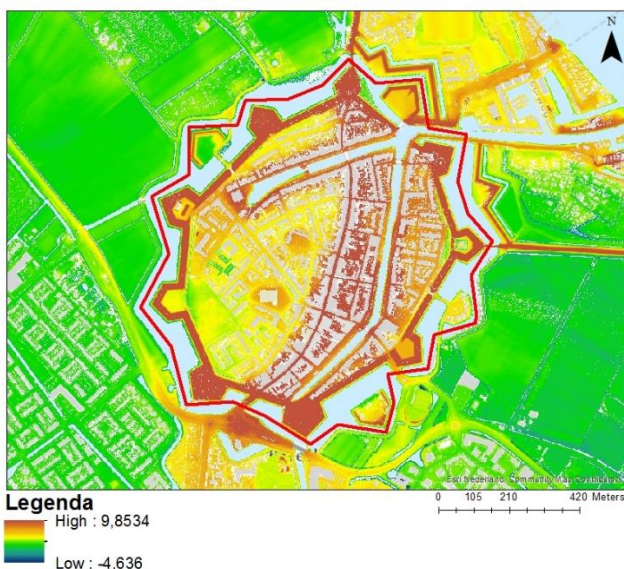 N
Esri Nederland, Community Map Contributors
Legenda
High : 9,8534
Low : -4,636
0 105 210 420 Meters